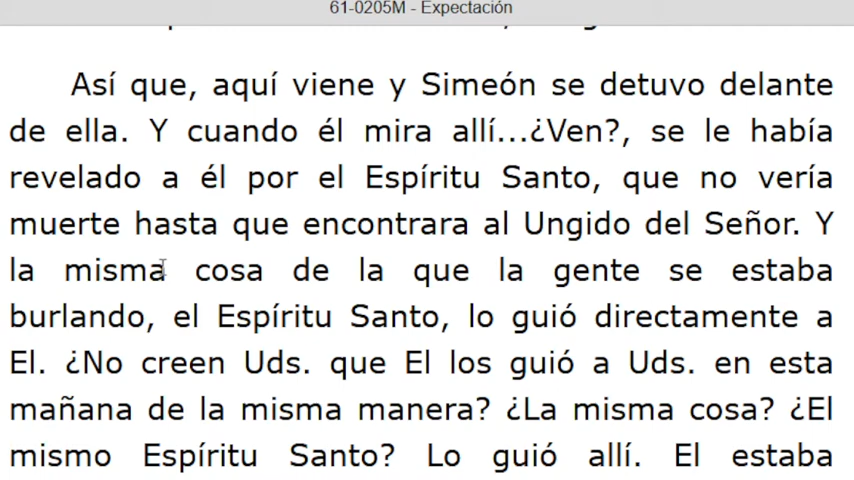 61-0205M - Expectación
Así que, aquí viene y Simeón se detuvo delante
de ella. Y cuando él mira allí...¿Ven?, se le había
revelado a él por el Espíritu Santo, que no vería
muerte hasta que encontrara al Ungido del Señor. Y
la misma cosa de la que la gente se estaba
burlando, el Espíritu Santo, lo guió directamente a
El. ¿No creen Uds. que El los guió a Uds. en esta
mañana de la misma manera? ¿La misma cosa? ¿El
mismo Espíritu Santo? Lo guió allí. El estaba